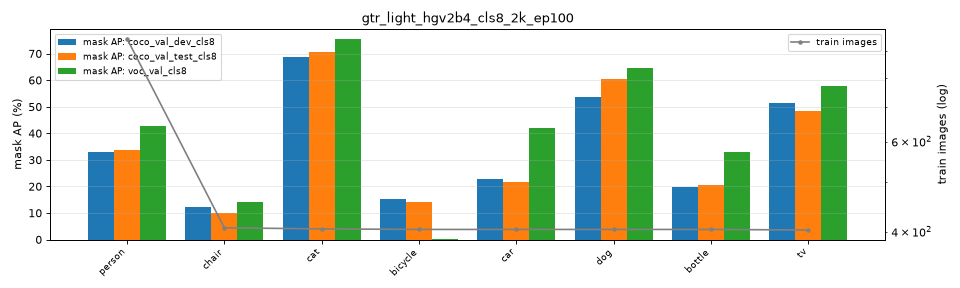 gtr_light_hgv2b4_cls8_2k_ep100
mask AP: coco_val_dev_cls8
mask AP: coco_val_test_cls8
mask AP: voc_val_cls8
train images
mask AP (%)
70
60
50
40
30
20
10
0
6 × 10²
4 × 10²
train images (log)
person
chair
cat
bicycle
car
dog
bottle
tv